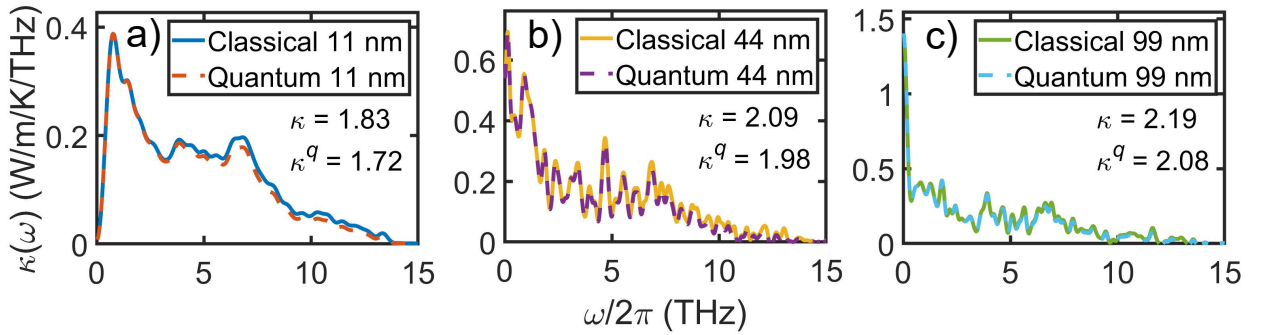 κ(ω) (W/m/K/THz)
a)
Classical 11 nm
Quantum 11 nm
κ = 1.83
κ^q = 1.72
0.4
0.2
0
0 5 10 15
b)
Classical 44 nm
Quantum 44 nm
κ = 2.09
κ^q = 1.98
0.6
0.4
0.2
0
0 5 10 15
c)
Classical 99 nm
Quantum 99 nm
κ = 2.19
κ^q = 2.08
1.5
1
0.5
0
0 5 10 15
ω/2π (THz)